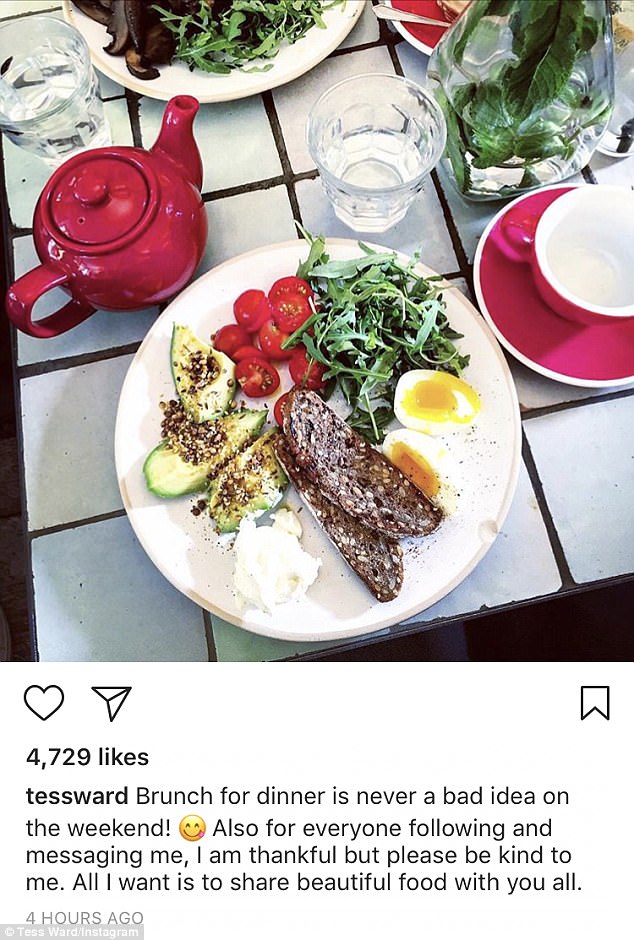 4,729 likes
tessward Brunch for dinner is never a bad idea on
the weekend! 😋 Also for everyone following and
messaging me, I am thankful but please be kind to
me. All I want is to share beautiful food with you all.
4 HOURS AGO
© Tess Ward/Instagram